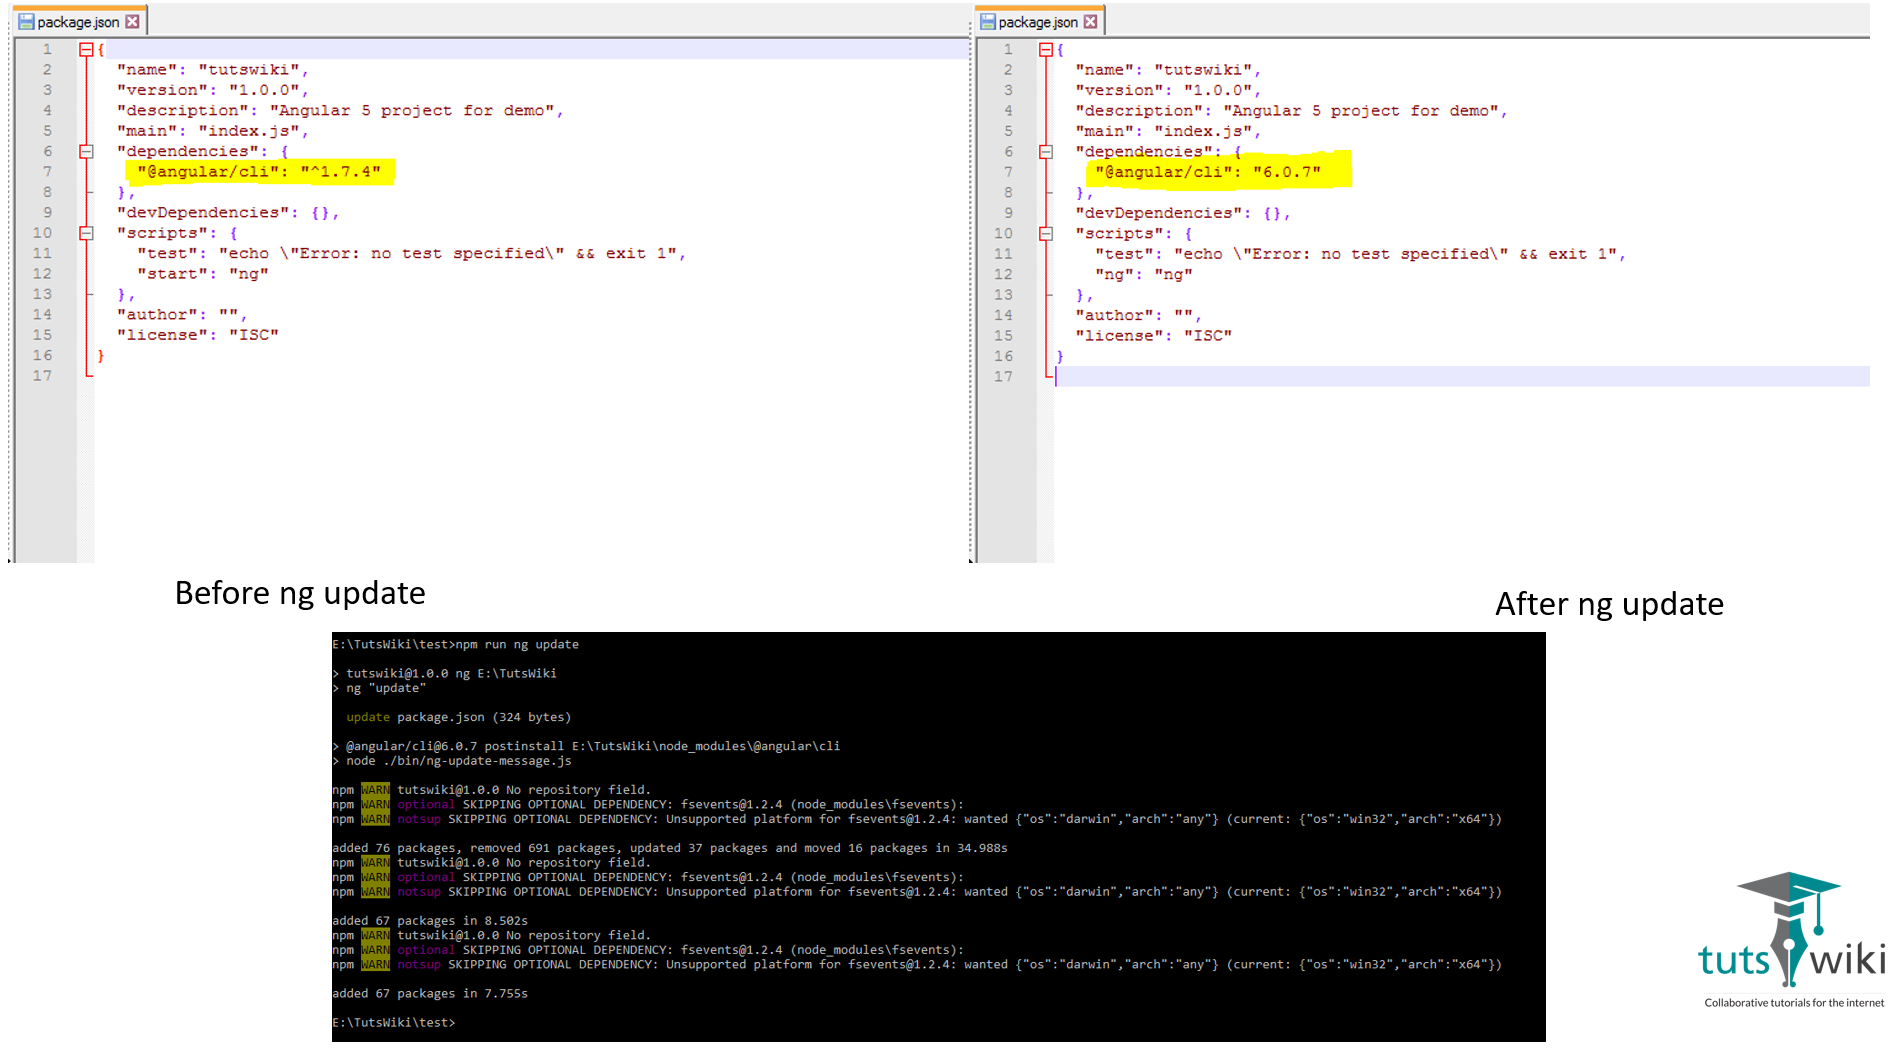 package.json
1 {
2 "name": "tutswiki",
3 "version": "1.0.0",
4 "description": "Angular 5 project for demo",
5 "main": "index.js",
6 "dependencies": {
7 "@angular/cli": "^1.7.4"
8 },
9 "devDependencies": {},
10 "scripts": {
11 "test": "echo \"Error: no test specified\" && exit 1",
12 "start": "ng"
13 },
14 "author": "",
15 "license": "ISC"
16 }
17
Before ng update
package.json
1 {
2 "name": "tutswiki",
3 "version": "1.0.0",
4 "description": "Angular 5 project for demo",
5 "main": "index.js",
6 "dependencies": {
7 "@angular/cli": "6.0.7"
8 },
9 "devDependencies": {},
10 "scripts": {
11 "test": "echo \"Error: no test specified\" && exit 1",
12 "ng": "ng"
13 },
14 "author": "",
15 "license": "ISC"
16 }
17
After ng update
E:\TutsWiki\test>npm run ng update
> tutswiki@1.0.0 ng E:\TutsWiki
> ng "update"
update package.json (324 bytes)
> @angular/cli@6.0.7 postinstall E:\TutsWiki\node_modules\@angular\cli
> node ./bin/ng-update-message.js
npm WARN tutswiki@1.0.0 No repository field.
npm WARN optional SKIPPING OPTIONAL DEPENDENCY: fsevents@1.2.4 (node_modules\fsevents):
npm WARN notsup SKIPPING OPTIONAL DEPENDENCY: Unsupported platform for fsevents@1.2.4: wanted {"os":"darwin","arch":"any"} (current: {"os":"win32","arch":"x64"})
added 76 packages, removed 691 packages, updated 37 packages and moved 16 packages in 34.988s
npm WARN tutswiki@1.0.0 No repository field.
npm WARN optional SKIPPING OPTIONAL DEPENDENCY: fsevents@1.2.4 (node_modules\fsevents):
npm WARN notsup SKIPPING OPTIONAL DEPENDENCY: Unsupported platform for fsevents@1.2.4: wanted {"os":"darwin","arch":"any"} (current: {"os":"win32","arch":"x64"})
added 67 packages in 8.502s
npm WARN tutswiki@1.0.0 No repository field.
npm WARN optional SKIPPING OPTIONAL DEPENDENCY: fsevents@1.2.4 (node_modules\fsevents):
npm WARN notsup SKIPPING OPTIONAL DEPENDENCY: Unsupported platform for fsevents@1.2.4: wanted {"os":"darwin","arch":"any"} (current: {"os":"win32","arch":"x64"})
added 67 packages in 7.755s
E:\TutsWiki\test>
tutswiki
Collaborative tutorials for the internet